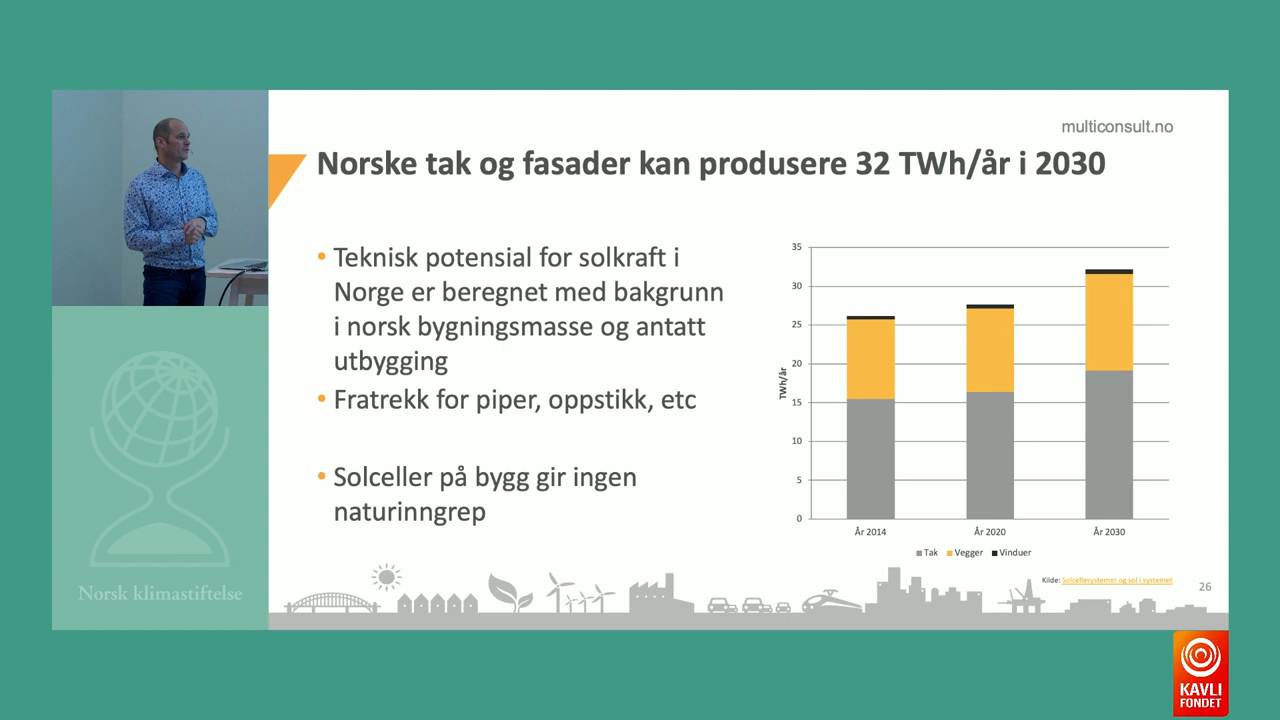 multiconsult.no
Norske tak og fasader kan produsere 32 TWh/år i 2030
• Teknisk potensial for solkraft i
Norge er beregnet med bakgrunn
i norsk bygningsmasse og antatt
utbygging
• Fratrekk for piper, oppstikk, etc
• Solceller på bygg gir ingen
naturinngrep
35
30
25
20
15
10
5
0
TWh/år
År 2014 År 2020 År 2030
Tak Vegger Vinduer
Kilde: Solcellesystemer og sol i systemet
26
Norsk klimastiftelse
KAVLI
FONDET